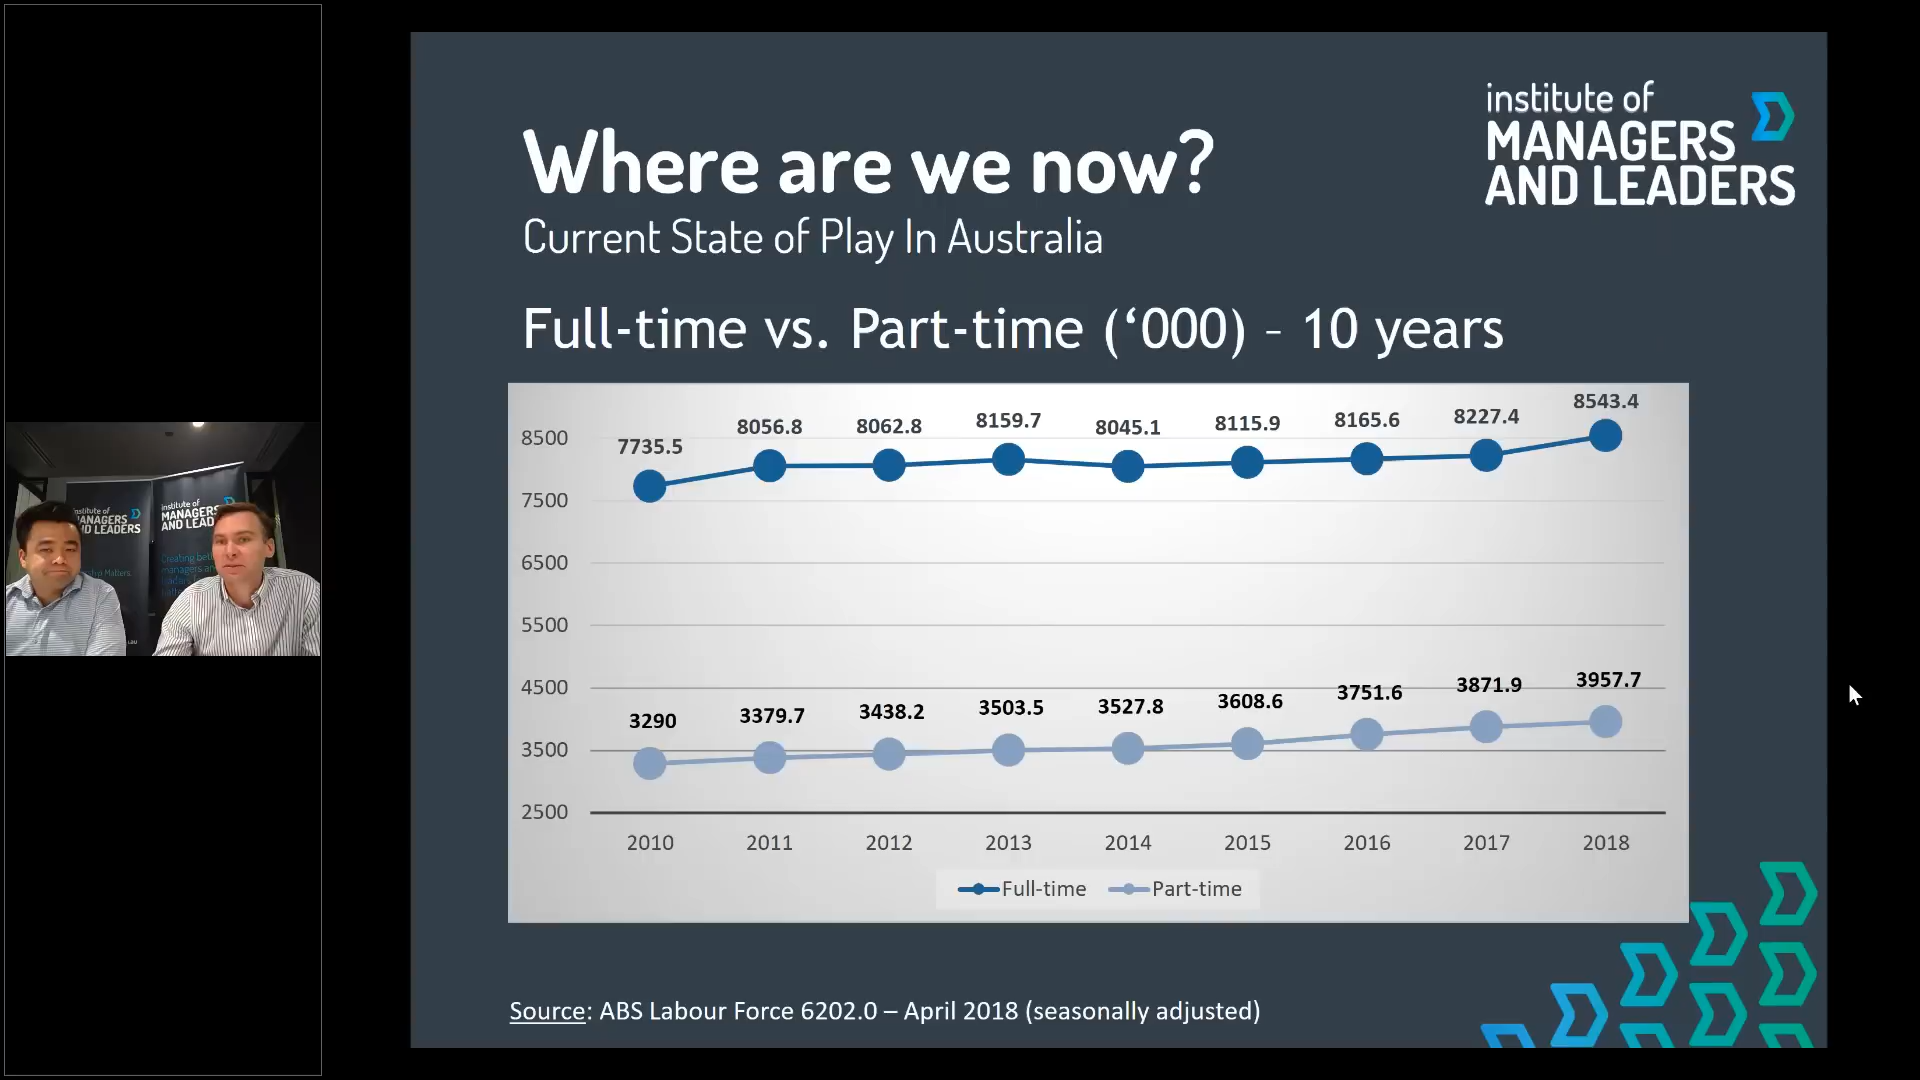 institute of
MANAGERS
AND LEADERS
Where are we now?
Current State of Play In Australia
Full-time vs. Part-time (‘000) - 10 years
8500
7500
6500
5500
4500
3500
2500
7735.5
8056.8
8062.8
8159.7
8045.1
8115.9
8165.6
8227.4
8543.4
3290
3379.7
3438.2
3503.5
3527.8
3608.6
3751.6
3871.9
3957.7
2010
2011
2012
2013
2014
2015
2016
2017
2018
Full-time
Part-time
Source: ABS Labour Force 6202.0 – April 2018 (seasonally adjusted)
institute of
MANAGERS
AND LEAD
Matters
Creating
managers